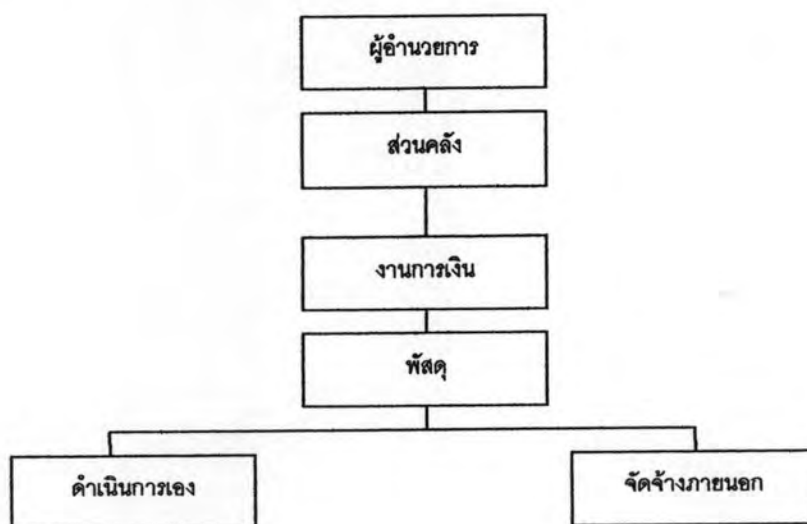 ผู้อำนวยการ
ส่วนคลัง
งานการเงิน
พัสดุ
ดำเนินการเอง
จัดจ้างภายนอก